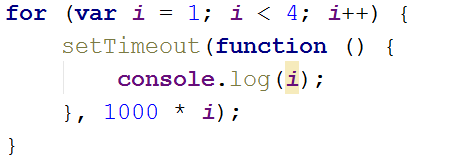 for (var i = 1; i < 4; i++) {
    setTimeout(function () {
        console.log(i);
    }, 1000 * i);
}